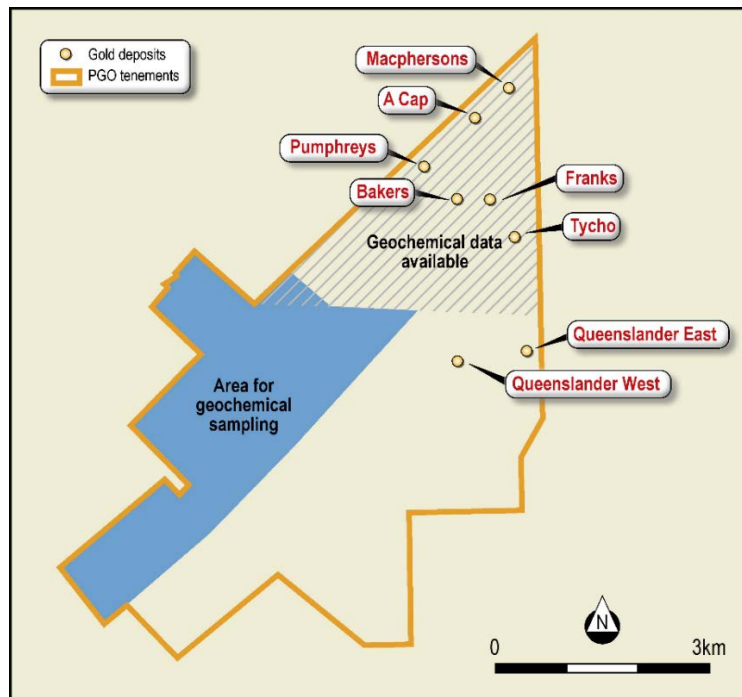 Gold deposits
PGO tenements
Macphersons
A Cap
Pumphreys
Bakers
Franks
Geochemical data
available
Tycho
Queenslander East
Queenslander West
Area for
geochemical
sampling
N
0
3km